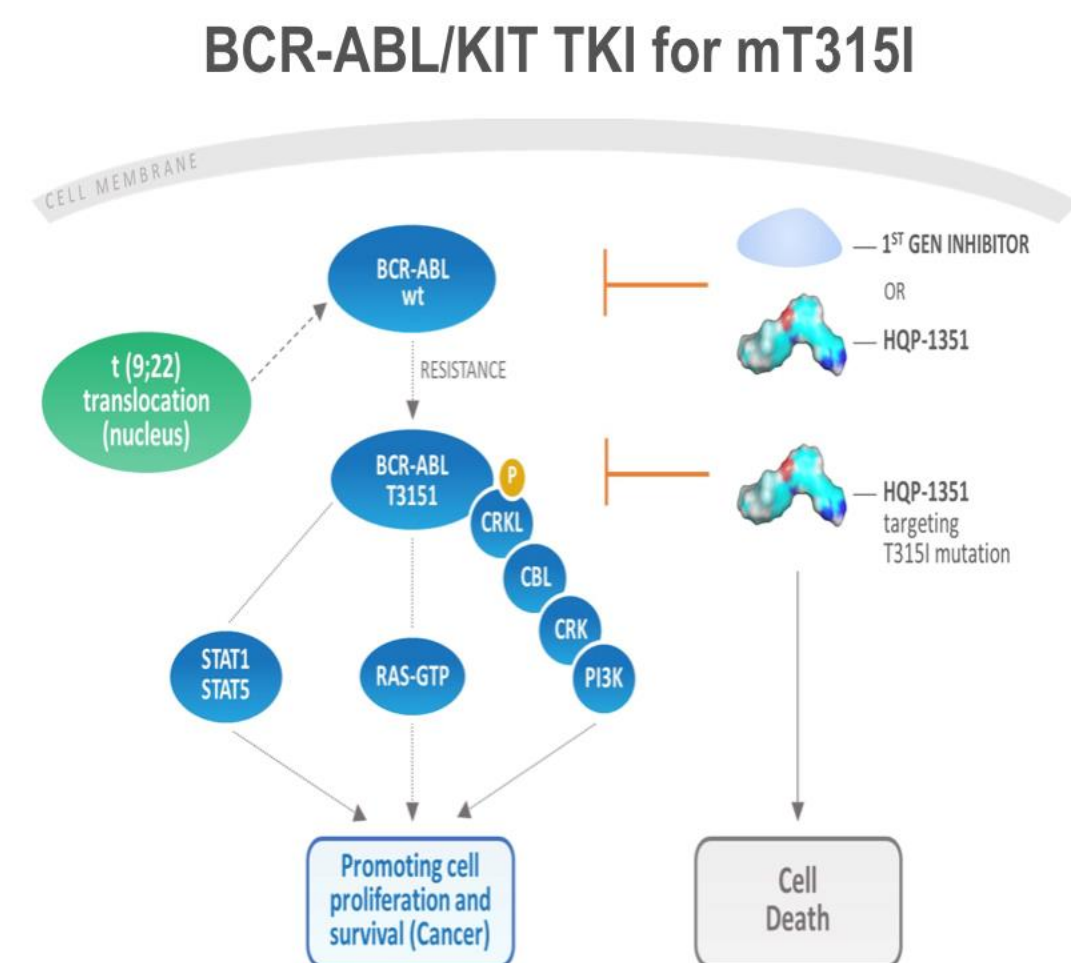 BCR-ABL/KIT TKI for mT315I
CELL MEMBRANE
1ST GEN INHIBITOR
OR
HQP-1351
BCR-ABL
wt
t (9;22)
translocation
(nucleus)
RESISTANCE
BCR-ABL
T3151
P
CRKL
CBL
CRK
PI3K
HQP-1351
targeting
T315I mutation
STAT1
STAT5
RAS-GTP
Promoting cell
proliferation and
survival (Cancer)
Cell
Death